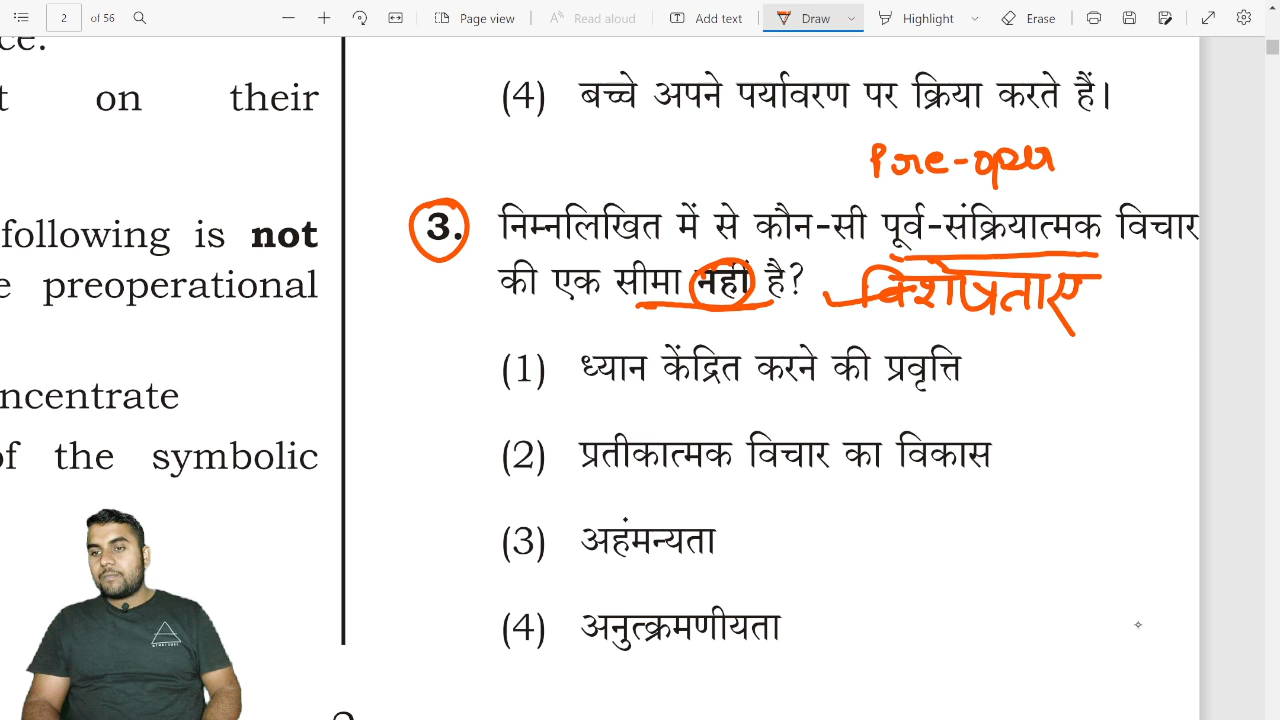 2 of 56 Page view Read aloud Add text Draw Highlight Erase
ce.
t on their
following is not
e preoperational
ncentrate
of the symbolic
(4) बच्चे अपने पर्यावरण पर क्रिया करते हैं।
Pre-oper
3. निम्नलिखित में से कौन-सी पूर्व-संक्रियात्मक विचार
की एक सीमा नहीं है?
विशेषताए
(1) ध्यान केंद्रित करने की प्रवृत्ति
(2) प्रतीकात्मक विचार का विकास
(3) अहंमन्यता
(4) अनुत्क्रमणीयता